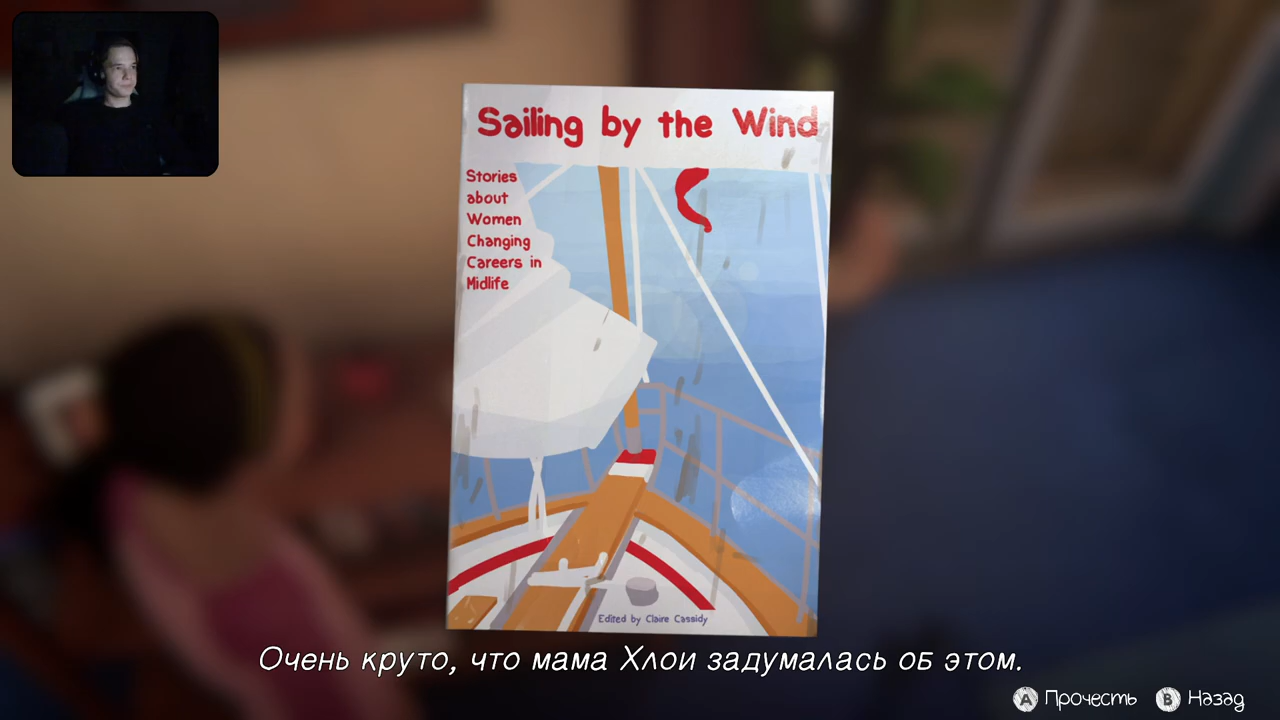 Sailing by the Wind
Stories
about
Women
Changing
Careers in
Midlife
Edited by Claire Cassidy
Очень круто, что мама Хлои задумалась об этом.
A Прочесть B Назад